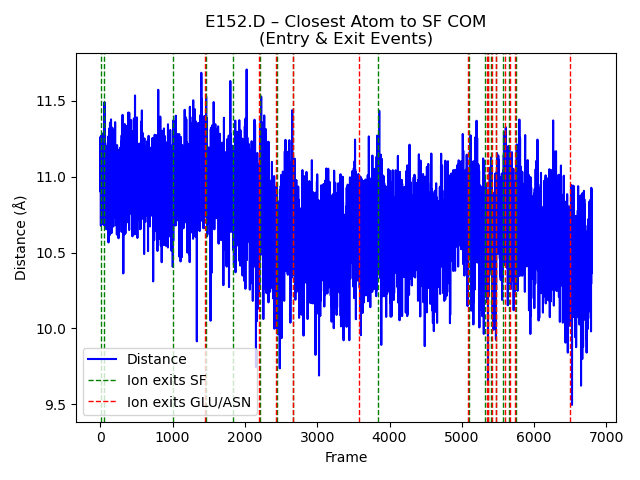 E152.D – Closest Atom to SF COM
(Entry & Exit Events)
Distance (Å)
11.5
11.0
10.5
10.0
9.5
Distance
Ion exits SF
Ion exits GLU/ASN
0 1000 2000 3000 4000 5000 6000 7000
Frame